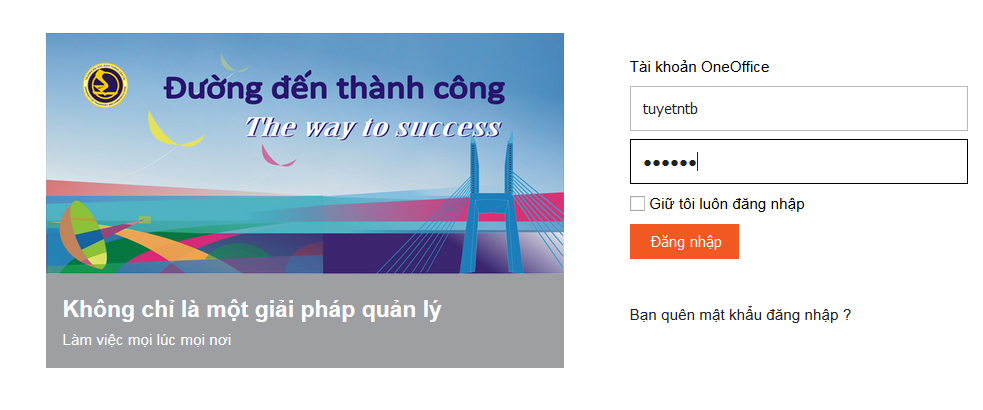 Đường đến thành công
The way to success
Không chỉ là một giải pháp quản lý
Làm việc mọi lúc mọi nơi
Tài khoản OneOffice
tuyetntb
••••••
Giữ tôi luôn đăng nhập
Đăng nhập
Bạn quên mật khẩu đăng nhập ?